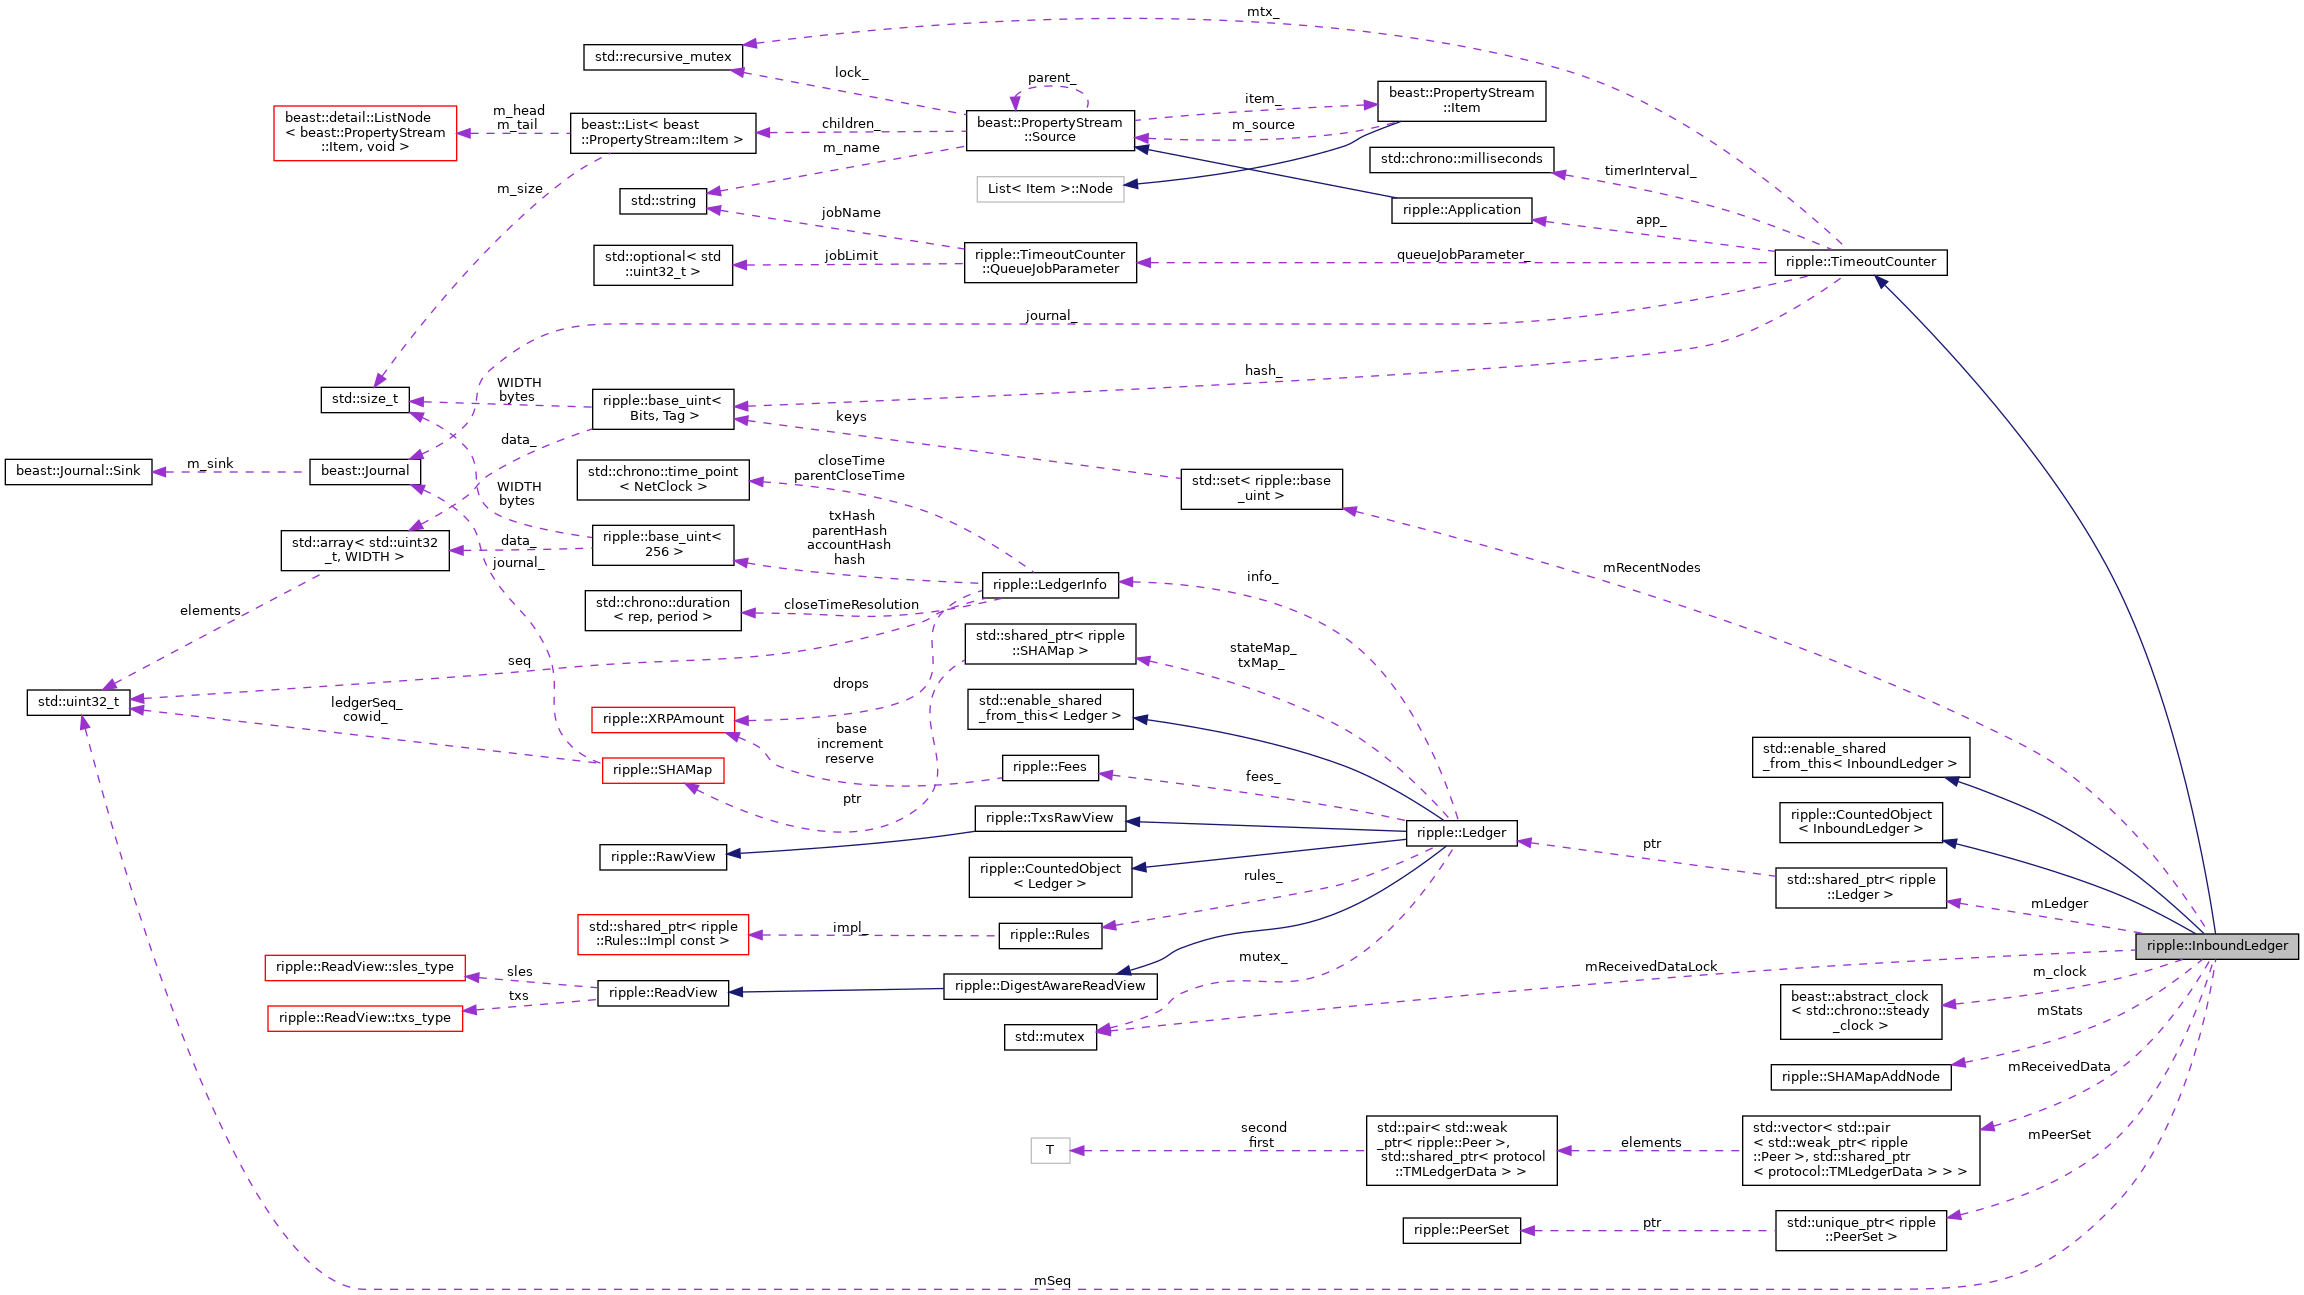 mtx_
std::recursive_mutex
lock_
parent_
beast::PropertyStream
::Item
item_
m_source
beast::detail::ListNode
< beast::PropertyStream
::Item, void >
m_head
m_tail
beast::List< beast
::PropertyStream::Item >
children_
beast::PropertyStream
::Source
m_name
std::chrono::milliseconds
timerInterval_
m_size
List< Item >::Node
std::string
jobName
ripple::Application
app_
std::optional< std
::uint32_t >
jobLimit
ripple::TimeoutCounter
::QueueJobParameter
queueJobParameter_
ripple::TimeoutCounter
journal_
hash_
std::size_t
WIDTH
bytes
ripple::base_uint<
Bits, Tag >
keys
data_
beast::Journal::Sink
m_sink
beast::Journal
std::chrono::time_point
< NetClock >
closeTime
parentCloseTime
std::set< ripple::base
_uint >
WIDTH
bytes
txHash
parentHash
accountHash
hash
std::array< std::uint32
_t, WIDTH >
data_
ripple::base_uint<
256 >
journal_
mRecentNodes
ripple::LedgerInfo
info_
elements
std::chrono::duration
< rep, period >
closeTimeResolution
std::shared_ptr< ripple
::SHAMap >
stateMap_
txMap_
seq
drops
std::uint32_t
ledgerSeq_
cowid_
std::enable_shared
_from_this< Ledger >
ripple::XRPAmount
base
increment
reserve
ripple::SHAMap
ripple::Fees
fees_
ptr
std::enable_shared
_from_this< InboundLedger >
ripple::TxsRawView
ripple::Ledger
ripple::CountedObject
< InboundLedger >
ripple::RawView
ptr
ripple::CountedObject
< Ledger >
rules_
std::shared_ptr< ripple
::Ledger >
mLedger
std::shared_ptr< ripple
::Rules::Impl const >
impl_
ripple::Rules
ripple::InboundLedger
mutex_
mReceivedDataLock
ripple::ReadView::sles_type
sles
ripple::ReadView
txs
ripple::ReadView::txs_type
ripple::DigestAwareReadView
m_clock
beast::abstract_clock
< std::chrono::steady
_clock >
mStats
std::mutex
mReceivedData
ripple::SHAMapAddNode
T
second
first
std::pair< std::weak
_ptr< ripple::Peer >,
std::shared_ptr< protocol
::TMLedgerData > >
elements
std::vector< std::pair
< std::weak_ptr< ripple
::Peer >, std::shared_ptr
< protocol::TMLedgerData > > >
mPeerSet
ripple::PeerSet
ptr
std::unique_ptr< ripple
::PeerSet >
mSeq